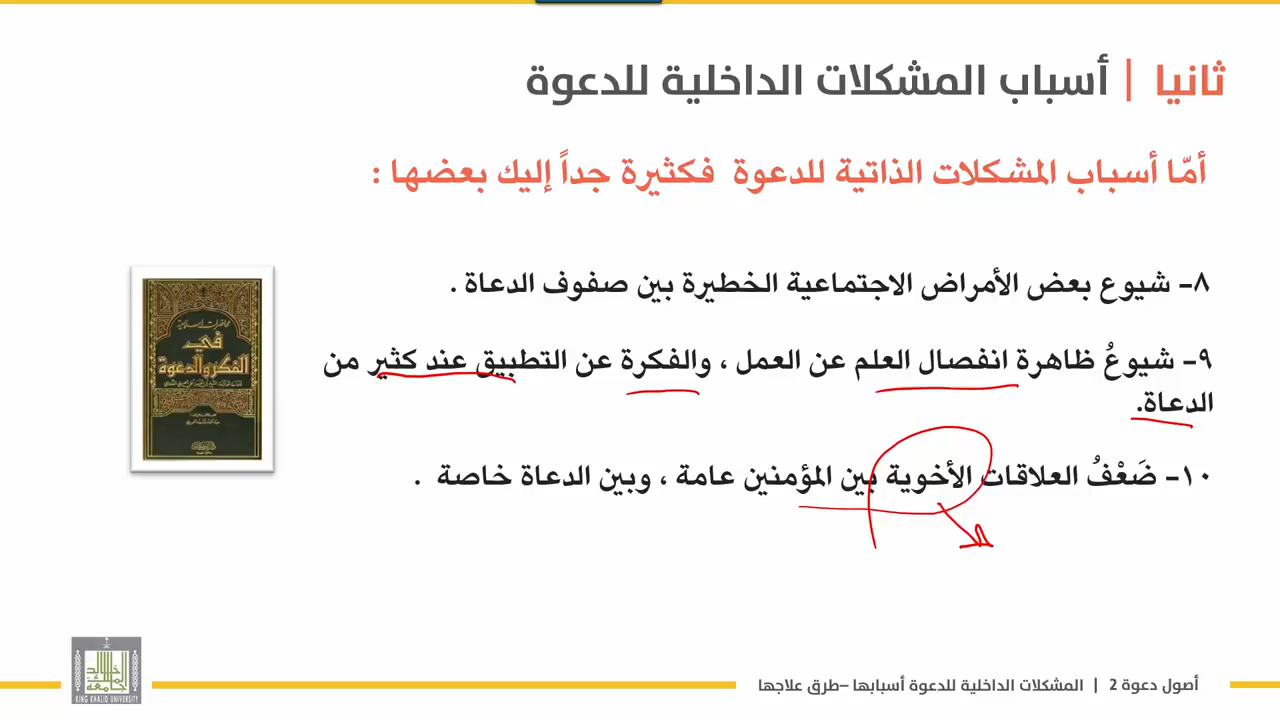 ثانيا | أسباب المشكلات الداخلية للدعوة
أمّا أسباب المشكلات الذاتية للدعوة فكثيرة جداً إليك بعضها :
٨- شيوع بعض الأمراض الاجتماعية الخطيرة بين صفوف الدعاة .
٩- شيوعُ ظاهرة انفصال العلم عن العمل ، والفكرة عن التطبيق عند كثير من
الدعاة.
١٠- ضَعْفُ العلاقات الأخوية بين المؤمنين عامة ، وبين الدعاة خاصة .
محاضرات إسلامية
في
الفكر والدعوة
جامعة الملك خالد
KING KHALID UNIVERSITY
أصول دعوة 2 | المشكلات الداخلية للدعوة أسبابها –طرق علاجها